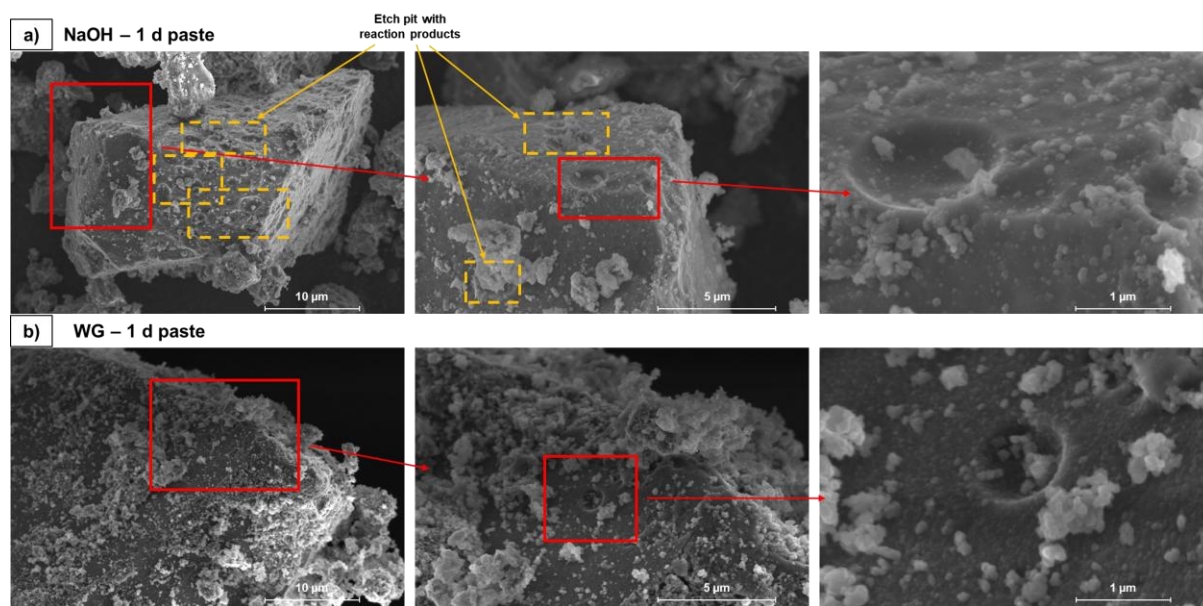 a) NaOH – 1 d paste
Etch pit with
reaction products
10 µm
5 µm
1 µm
b) WG – 1 d paste
10 µm
5 µm
1 µm